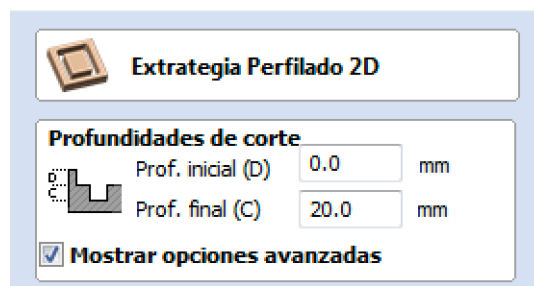 Extrategia Perfilado 2D
Profundidades de corte
D
Prof. inicial (D) 0.0 mm
C
Prof. final (C) 20.0 mm
Mostrar opciones avanzadas